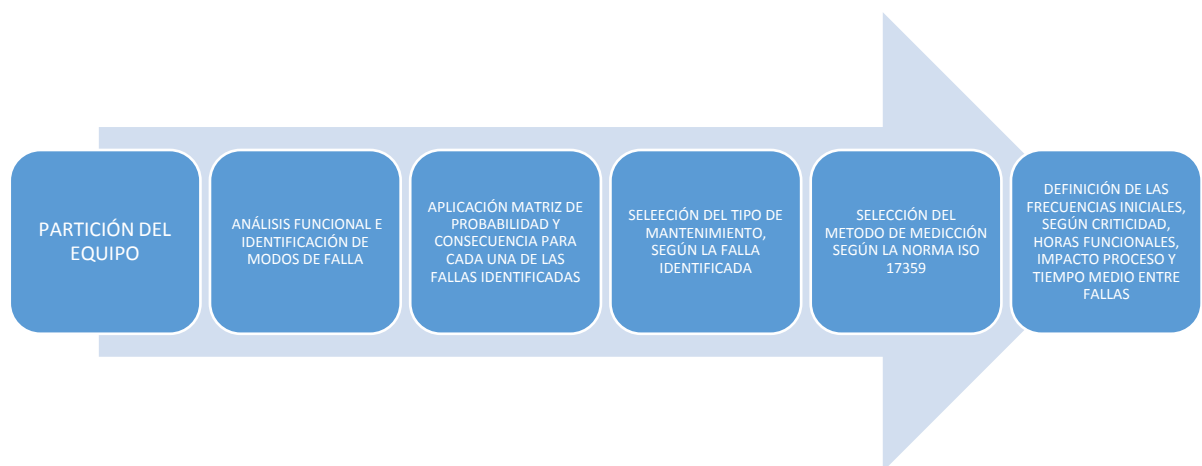 PARTICIÓN DEL
EQUIPO
ANÁLISIS FUNCIONAL E
IDENTIFICACIÓN DE
MODOS DE FALLA
APLICACIÓN MATRIZ DE
PROBABILIDAD Y
CONSECUENCIA PARA
CADA UNA DE LAS
FALLAS IDENTIFICADAS
SELEECIÓN DEL TIPO DE
MANTENIMIENTO,
SEGÚN LA FALLA
IDENTIFICADA
SELECCIÓN DEL
METODO DE MEDICCIÓN
SEGÚN LA NORMA ISO
17359
DEFINICIÓN DE LAS
FRECUENCIAS INICIALES,
SEGÚN CRITICIDAD,
HORAS FUNCIONALES,
IMPACTO PROCESO Y
TIEMPO MEDIO ENTRE
FALLAS